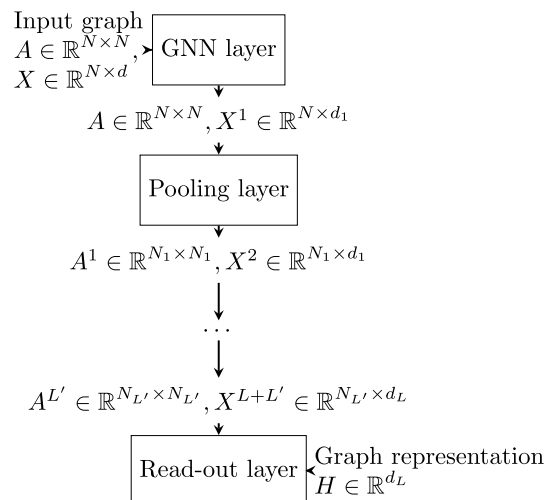 Input graph
A ∈ ℝ^{N×N},
X ∈ ℝ^{N×d}
GNN layer
A ∈ ℝ^{N×N}, X^1 ∈ ℝ^{N×d_1}
Pooling layer
A^1 ∈ ℝ^{N_1×N_1}, X^2 ∈ ℝ^{N_1×d_1}
...
A^{L'} ∈ ℝ^{N_{L'}×N_{L'}}, X^{L+L'} ∈ ℝ^{N_{L'}×d_L}
Read-out layer
Graph representation
H ∈ ℝ^{d_L}